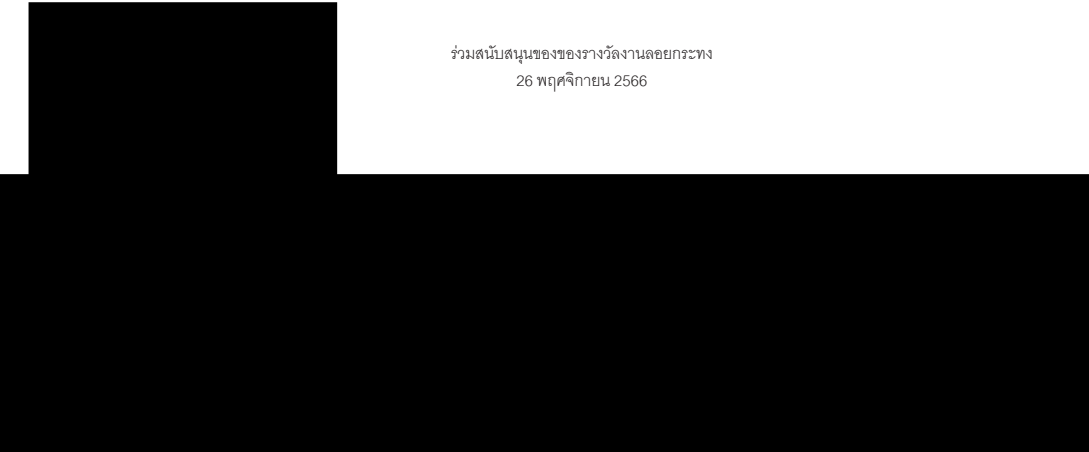 ร่วมสนับสนุนของของรางวัลงานลอยกระทง
26 พฤศจิกายน 2566